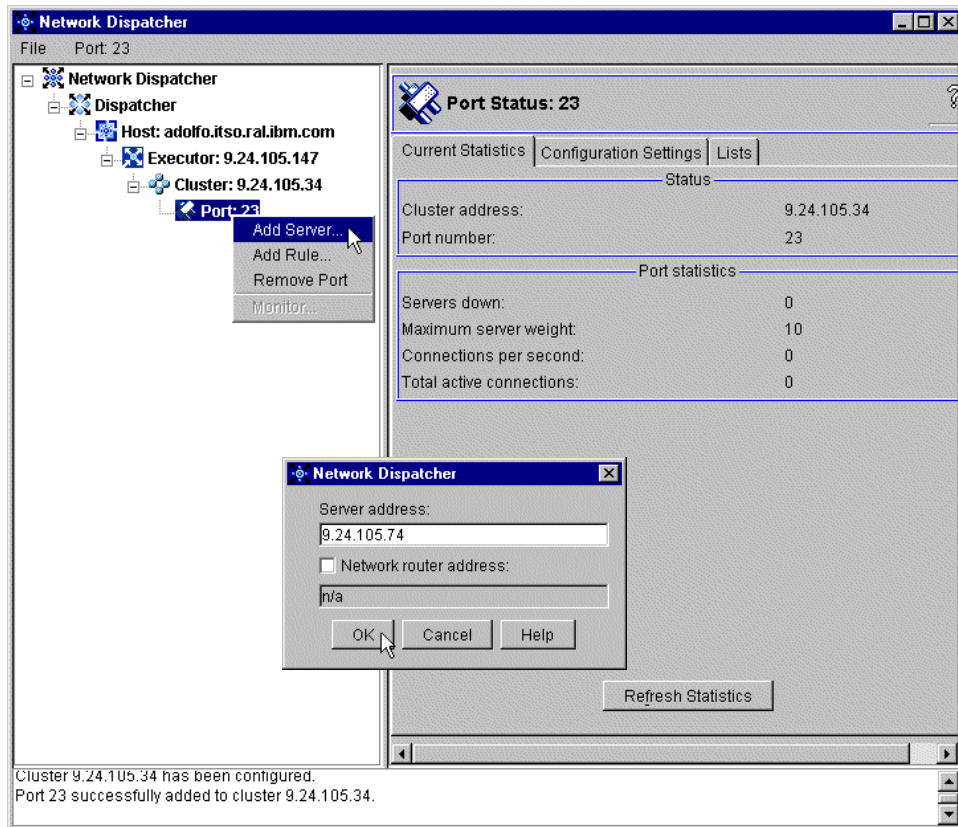 Network Dispatcher
File Port: 23
Network Dispatcher
Dispatcher
Host: adolfo.itso.ral.ibm.com
Executor: 9.24.105.147
Cluster: 9.24.105.34
Port: 23
Add Server...
Add Rule...
Remove Port
Monitor...
Port Status: 23
?
Current Statistics Configuration Settings Lists
Status
Cluster address: 9.24.105.34
Port number: 23
Port statistics
Servers down: 0
Maximum server weight: 10
Connections per second: 0
Total active connections: 0
Network Dispatcher
Server address:
9.24.105.74
Network router address:
n/a
OK Cancel Help
Refresh Statistics
Cluster 9.24.105.34 has been configured.
Port 23 successfully added to cluster 9.24.105.34.